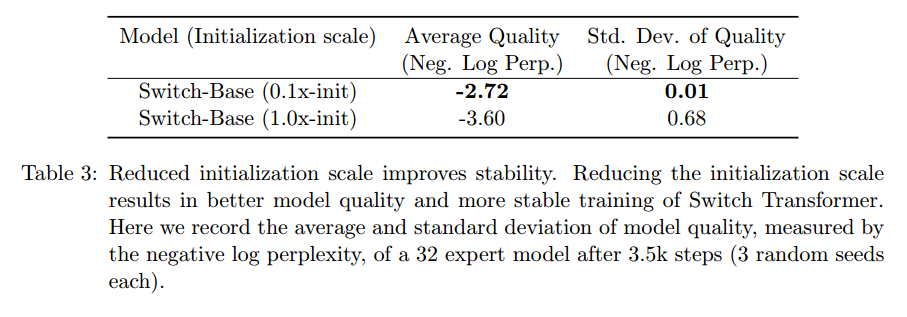 Model (Initialization scale) Average Quality Std. Dev. of Quality
(Neg. Log Perp.) (Neg. Log Perp.)
Switch-Base (0.1x-init) -2.72 0.01
Switch-Base (1.0x-init) -3.60 0.68
Table 3: Reduced initialization scale improves stability. Reducing the initialization scale
results in better model quality and more stable training of Switch Transformer.
Here we record the average and standard deviation of model quality, measured by
the negative log perplexity, of a 32 expert model after 3.5k steps (3 random seeds
each).